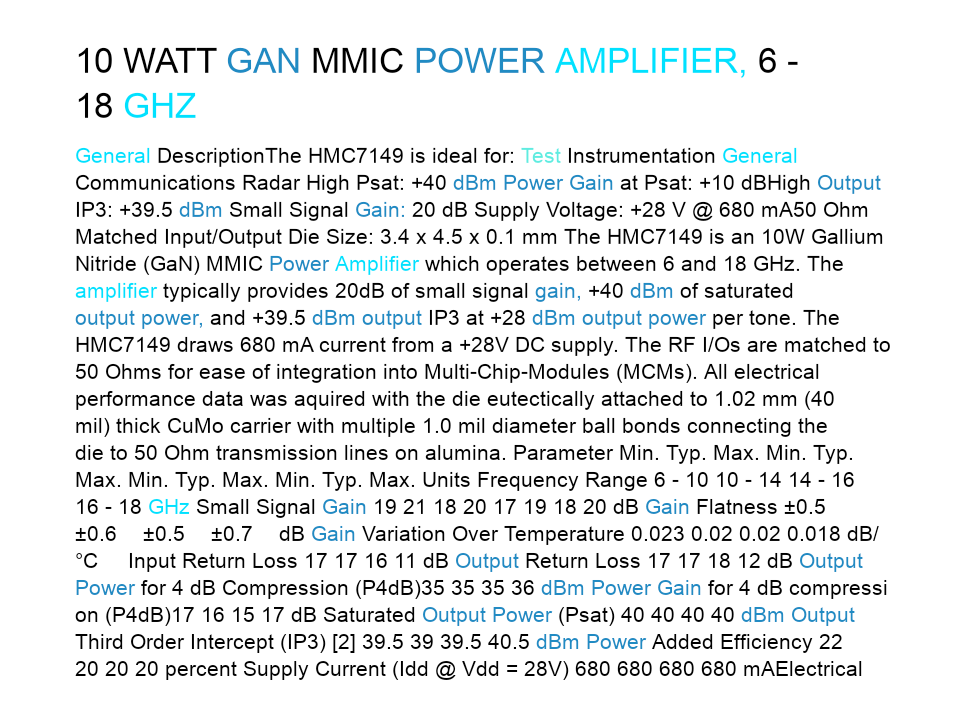 10 WATT GAN MMIC POWER AMPLIFIER, 6 -
18 GHZ
General DescriptionThe HMC7149 is ideal for: Test Instrumentation General
Communications Radar High Psat: +40 dBm Power Gain at Psat: +10 dBHigh Output
IP3: +39.5 dBm Small Signal Gain: 20 dB Supply Voltage: +28 V @ 680 mA50 Ohm
Matched Input/Output Die Size: 3.4 x 4.5 x 0.1 mm The HMC7149 is an 10W Gallium
Nitride (GaN) MMIC Power Amplifier which operates between 6 and 18 GHz. The
amplifier typically provides 20dB of small signal gain, +40 dBm of saturated
output power, and +39.5 dBm output IP3 at +28 dBm output power per tone. The
HMC7149 draws 680 mA current from a +28V DC supply. The RF I/Os are matched to
50 Ohms for ease of integration into Multi-Chip-Modules (MCMs). All electrical
performance data was aquired with the die eutectically attached to 1.02 mm (40
mil) thick CuMo carrier with multiple 1.0 mil diameter ball bonds connecting the
die to 50 Ohm transmission lines on alumina. Parameter Min. Typ. Max. Min. Typ.
Max. Min. Typ. Max. Min. Typ. Max. Units Frequency Range 6 - 10 10 - 14 14 - 16
16 - 18 GHz Small Signal Gain 19 21 18 20 17 19 18 20 dB Gain Flatness ±0.5
±0.6 ±0.5 ±0.7 dB Gain Variation Over Temperature 0.023 0.02 0.02 0.018 dB/
°C Input Return Loss 17 17 16 11 dB Output Return Loss 17 17 18 12 dB Output
Power for 4 dB Compression (P4dB)35 35 35 36 dBm Power Gain for 4 dB compressi
on (P4dB)17 16 15 17 dB Saturated Output Power (Psat) 40 40 40 40 dBm Output
Third Order Intercept (IP3) [2] 39.5 39 39.5 40.5 dBm Power Added Efficiency 22
20 20 20 percent Supply Current (Idd @ Vdd = 28V) 680 680 680 680 mAElectrical